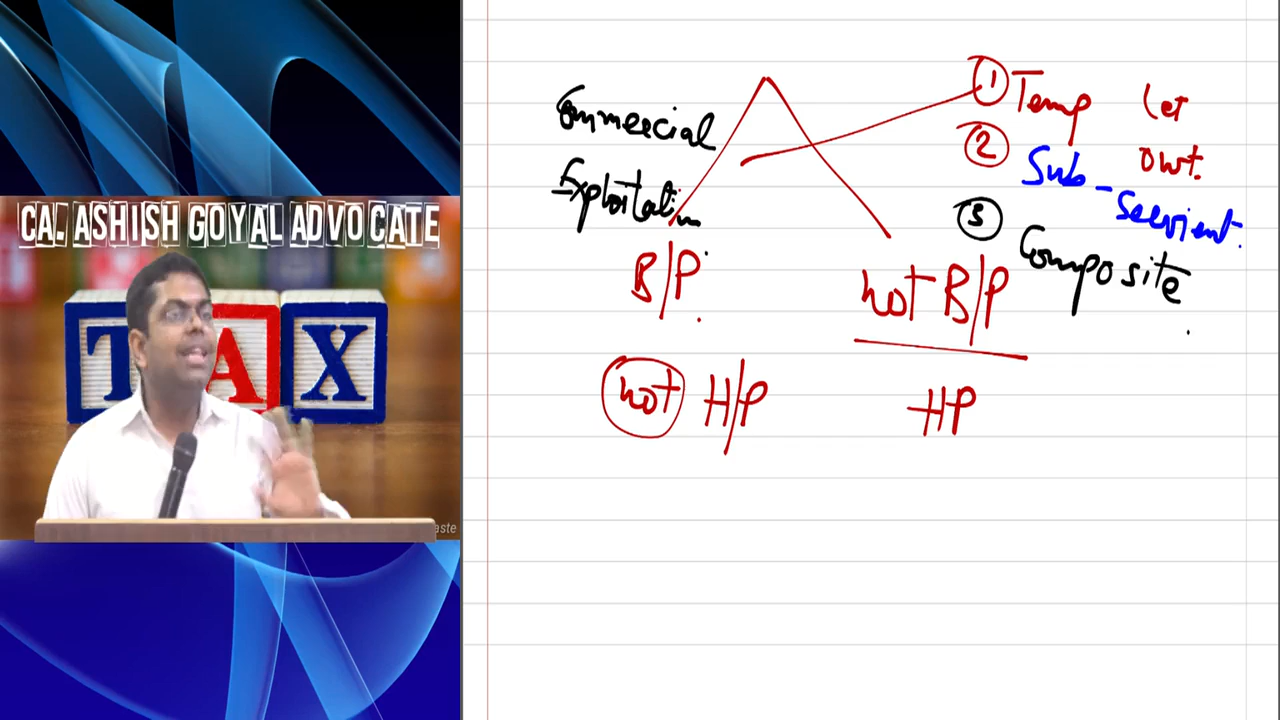 CA. ASHISH GOYAL ADVOCATE
TAX
aste
Commercial
Exploitation
B/P
not H/P
not B/P
HP
① Temp Let
Owt.
② Sub-
Servient.
③ Composite